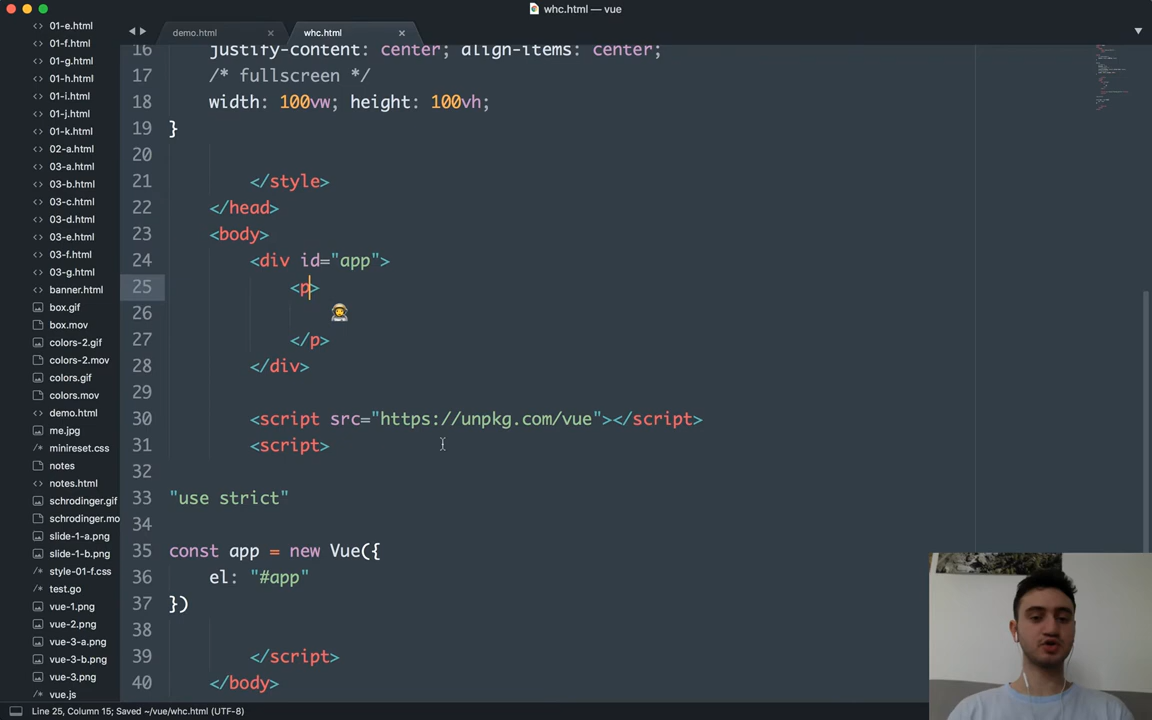 whc.html — vue
01-e.html
01-f.html
01-g.html
01-h.html
01-i.html
01-j.html
01-k.html
02-a.html
03-a.html
03-b.html
03-c.html
03-d.html
03-e.html
03-f.html
03-g.html
banner.html
box.gif
box.mov
colors-2.gif
colors-2.mov
colors.gif
colors.mov
demo.html
me.jpg
minireset.css
notes
notes.html
schrodinger.gif
schrodinger.mo
slide-1-a.png
slide-1-b.png
style-01-f.css
test.go
vue-1.png
vue-2.png
vue-3-a.png
vue-3-b.png
vue-3.png
vue.js
demo.html
whc.html
16 justify-content: center; align-items: center;
17 /* fullscreen */
18 width: 100vw; height: 100vh;
19 }
20
21 </style>
22 </head>
23 <body>
24 <div id="app">
25 <p>
26 👩‍🚀
27 </p>
28 </div>
29
30 <script src="https://unpkg.com/vue"></script>
31 <script>
32
33 "use strict"
34
35 const app = new Vue({
36 el: "#app"
37 })
38
39 </script>
40 </body>
Line 25, Column 15; Saved ~/vue/whc.html (UTF-8)